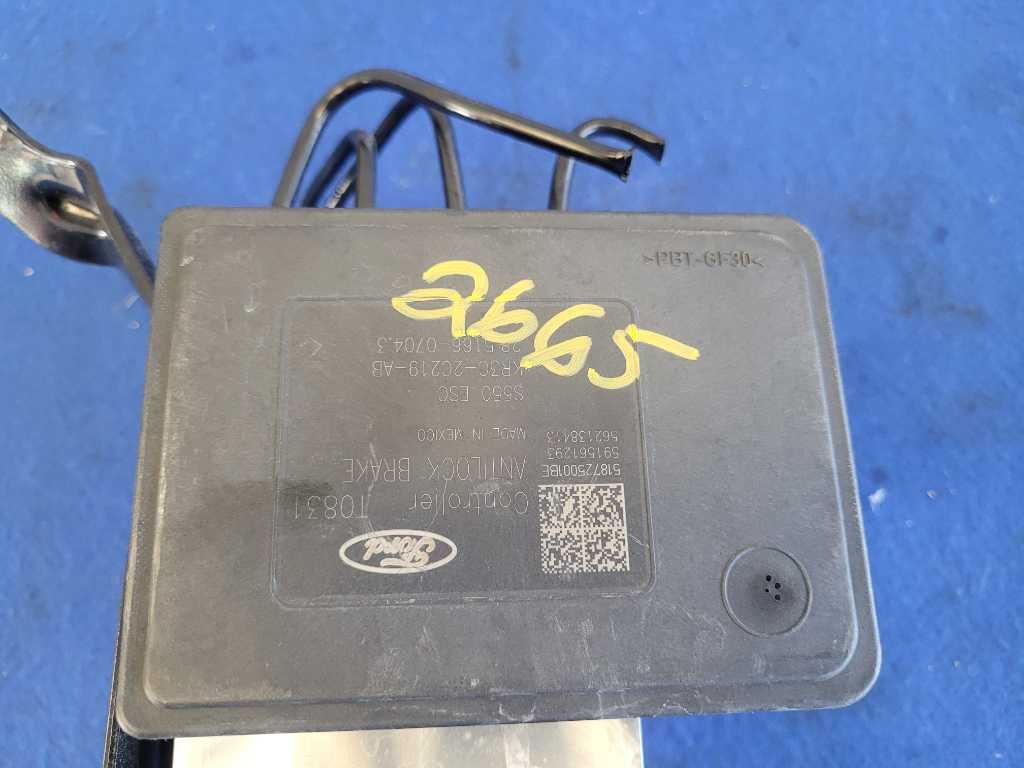 >PBT-GF30<
Ford
Controller T0831
ANTILOCK BRAKE
518725001BE
591561293
562138413 MADE IN MEXICO
S550 ESC
KR3C-2C219-AB
28.5166-0704.3